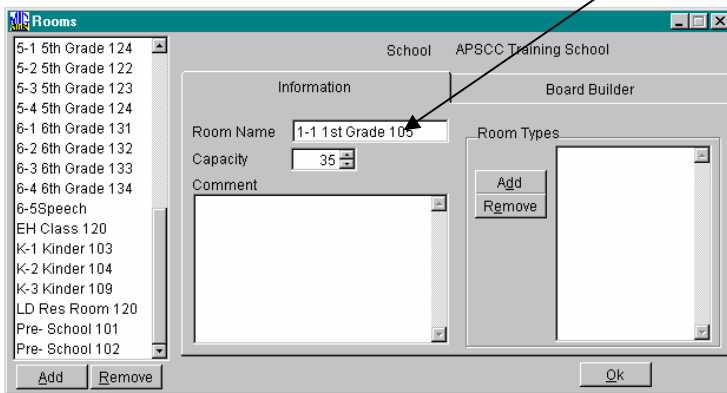 Rooms
5-1 5th Grade 124
5-2 5th Grade 122
5-3 5th Grade 123
5-4 5th Grade 124
6-1 6th Grade 131
6-2 6th Grade 132
6-3 6th Grade 133
6-4 6th Grade 134
6-5Speech
EH Class 120
K-1 Kinder 103
K-2 Kinder 104
K-3 Kinder 109
LD Res Room 120
Pre- School 101
Pre- School 102
Add Remove
School APSCC Training School
Information Board Builder
Room Name 1-1 1st Grade 105
Capacity 35
Comment
Room Types
Add
Remove
Ok